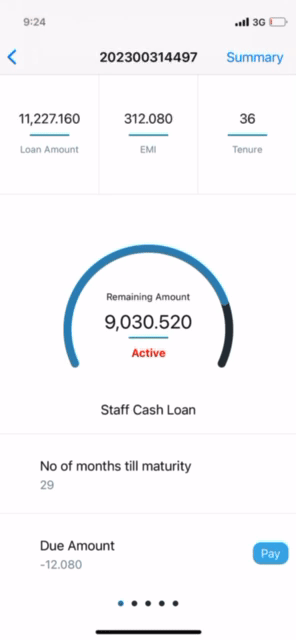 9:24
3G
202300314497
Summary
11,227.160
312.080
36
Loan Amount
EMI
Tenure
Remaining Amount
9,030.520
Active
Staff Cash Loan
No of months till maturity
29
Due Amount
-12.080
Pay